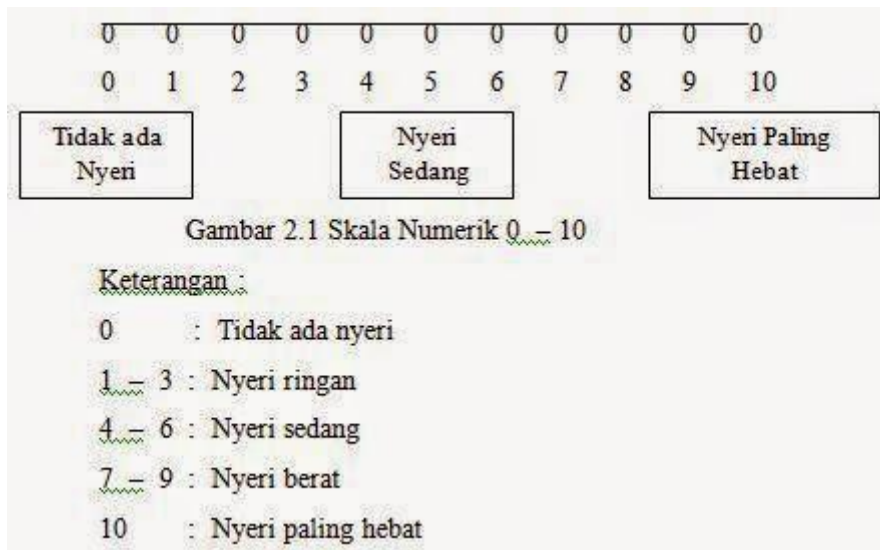 0 0 0 0 0 0 0 0 0 0 0
0 1 2 3 4 5 6 7 8 9 10
Tidak ada
Nyeri
Nyeri
Sedang
Nyeri Paling
Hebat
Gambar 2.1 Skala Numerik 0 – 10
Keterangan :
0 : Tidak ada nyeri
1 – 3 : Nyeri ringan
4 – 6 : Nyeri sedang
7 – 9 : Nyeri berat
10 : Nyeri paling hebat